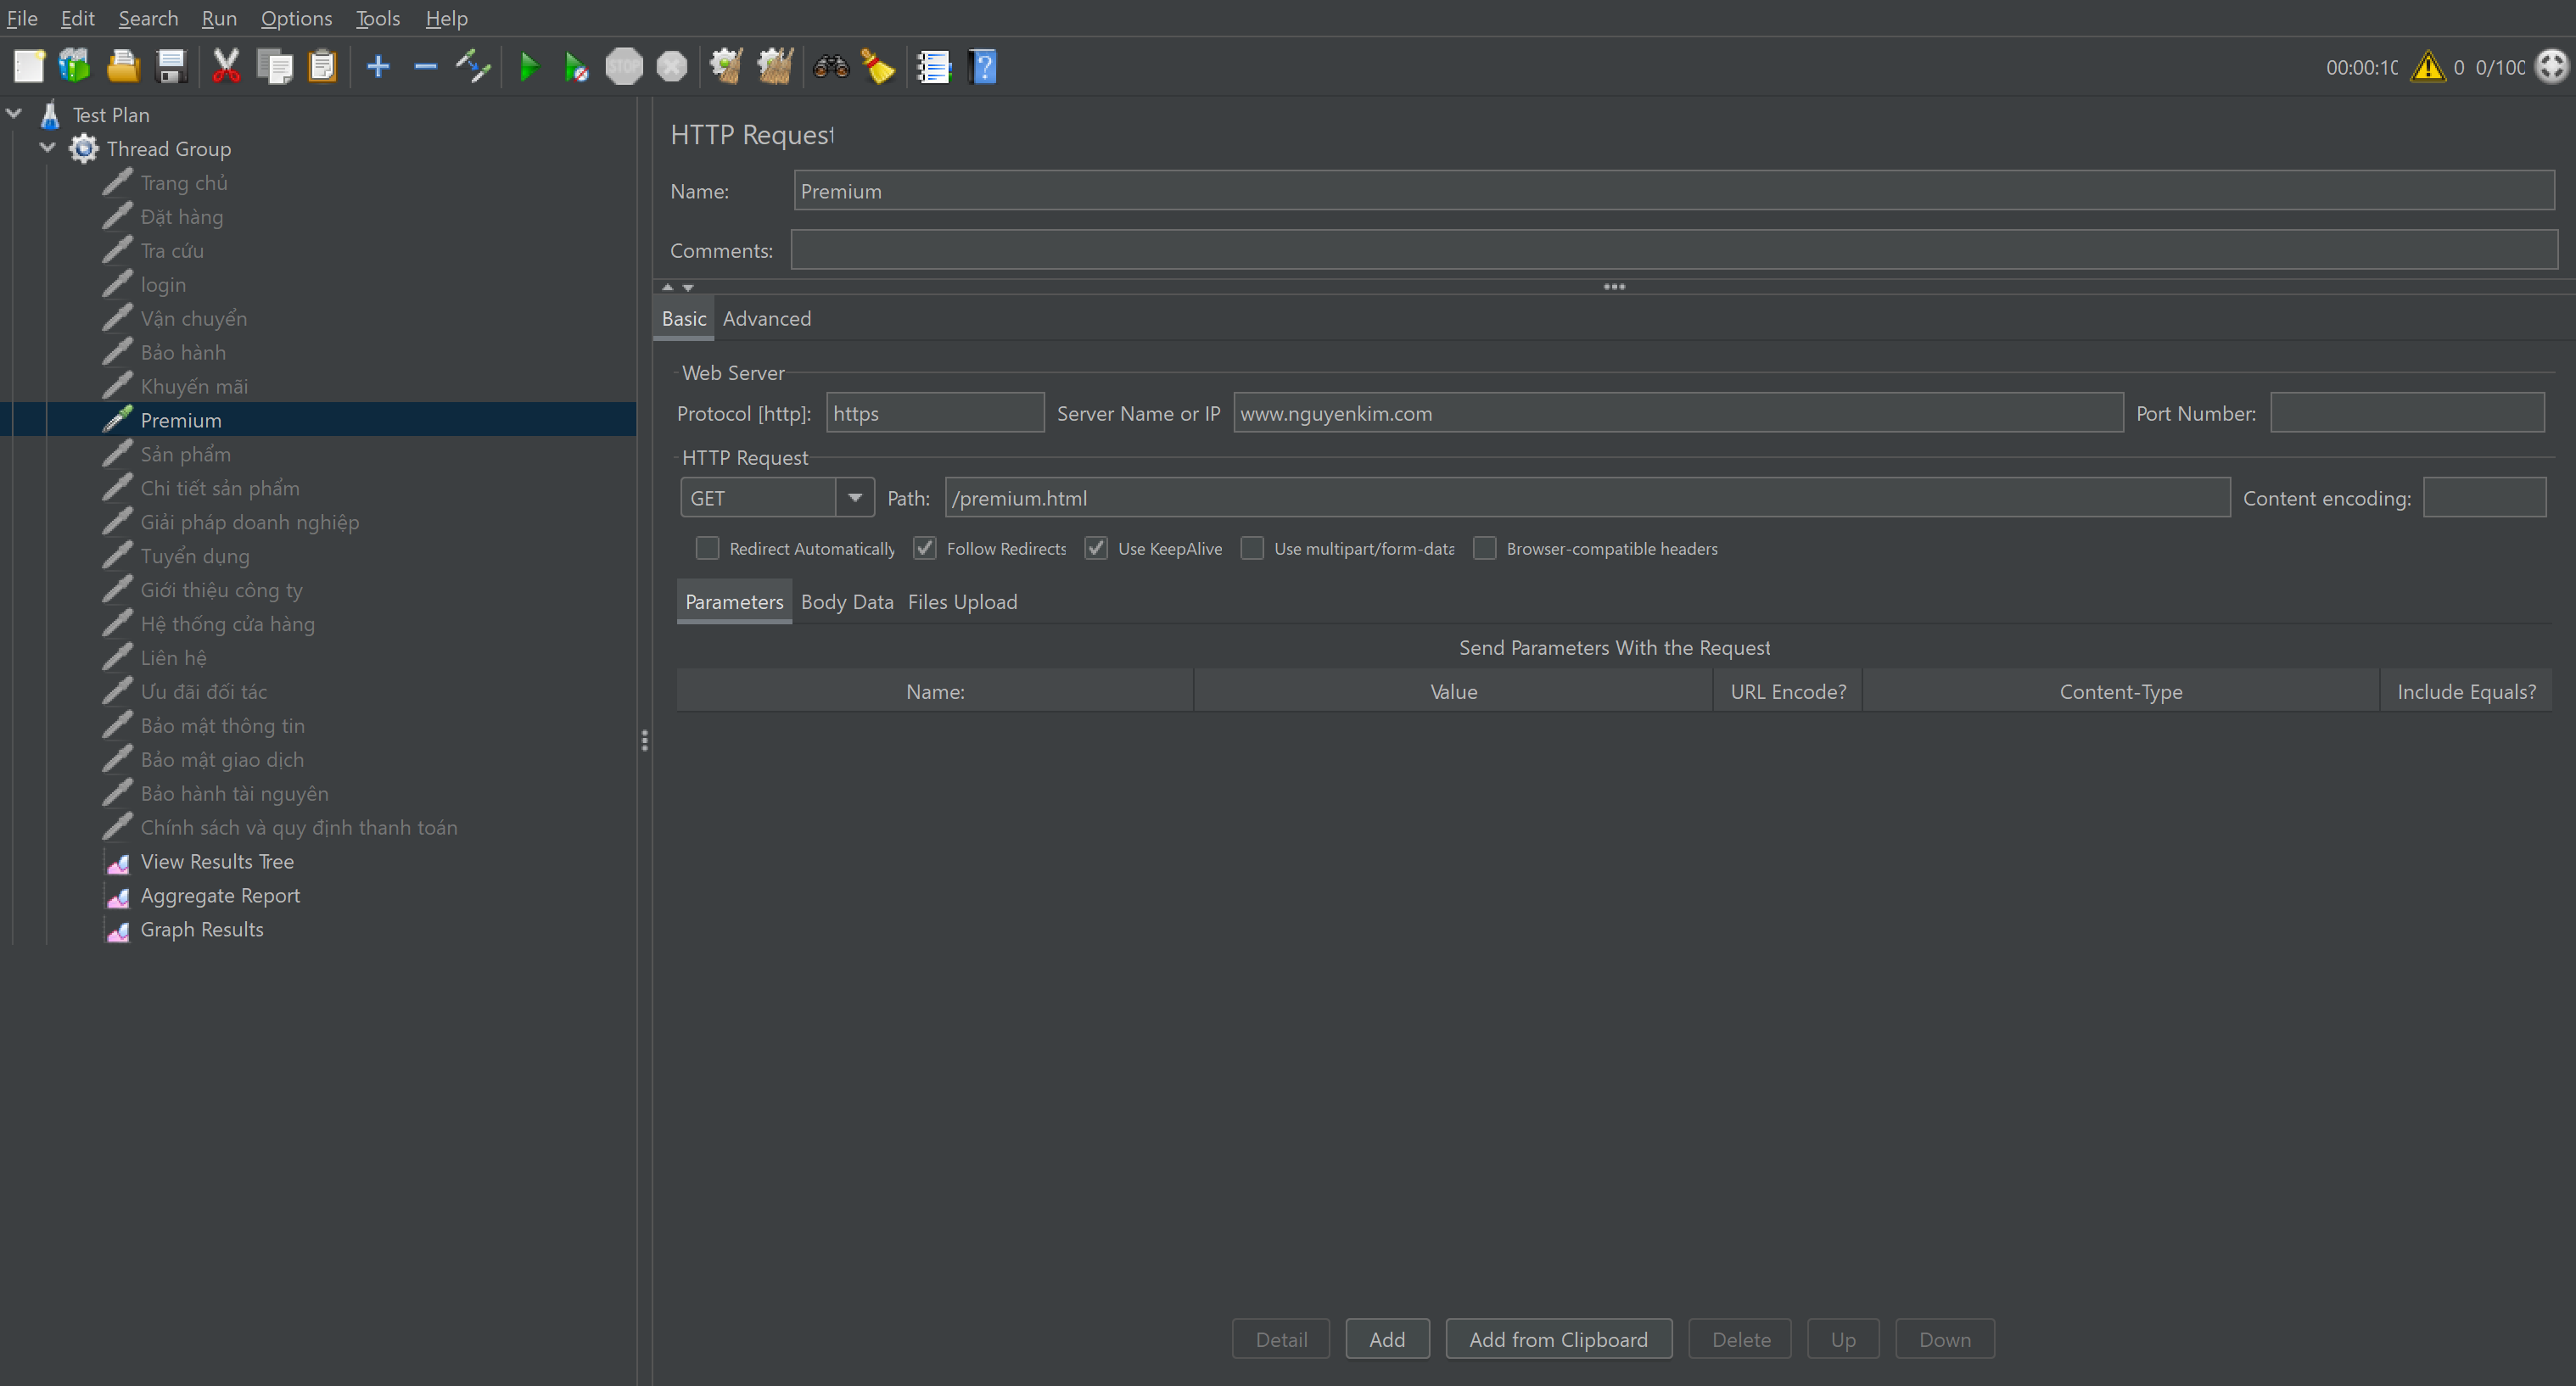 File Edit Search Run Options Tools Help
STOP ? 00:00:10 0 0/100
Test Plan
Thread Group
Trang chủ
Đặt hàng
Tra cứu
login
Vận chuyển
Bảo hành
Khuyến mãi
Premium
Sản phẩm
Chi tiết sản phẩm
Giải pháp doanh nghiệp
Tuyển dụng
Giới thiệu công ty
Hệ thống cửa hàng
Liên hệ
Ưu đãi đối tác
Bảo mật thông tin
Bảo mật giao dịch
Bảo hành tài nguyên
Chính sách và quy định thanh toán
View Results Tree
Aggregate Report
Graph Results
HTTP Request
Name: Premium
Comments:
Basic Advanced
Web Server
Protocol [http]: https Server Name or IP www.nguyenkim.com Port Number:
HTTP Request
GET Path: /premium.html Content encoding:
Redirect Automatically Follow Redirects Use KeepAlive Use multipart/form-data Browser-compatible headers
Parameters Body Data Files Upload
Send Parameters With the Request
Name: Value URL Encode? Content-Type Include Equals?
Detail Add Add from Clipboard Delete Up Down